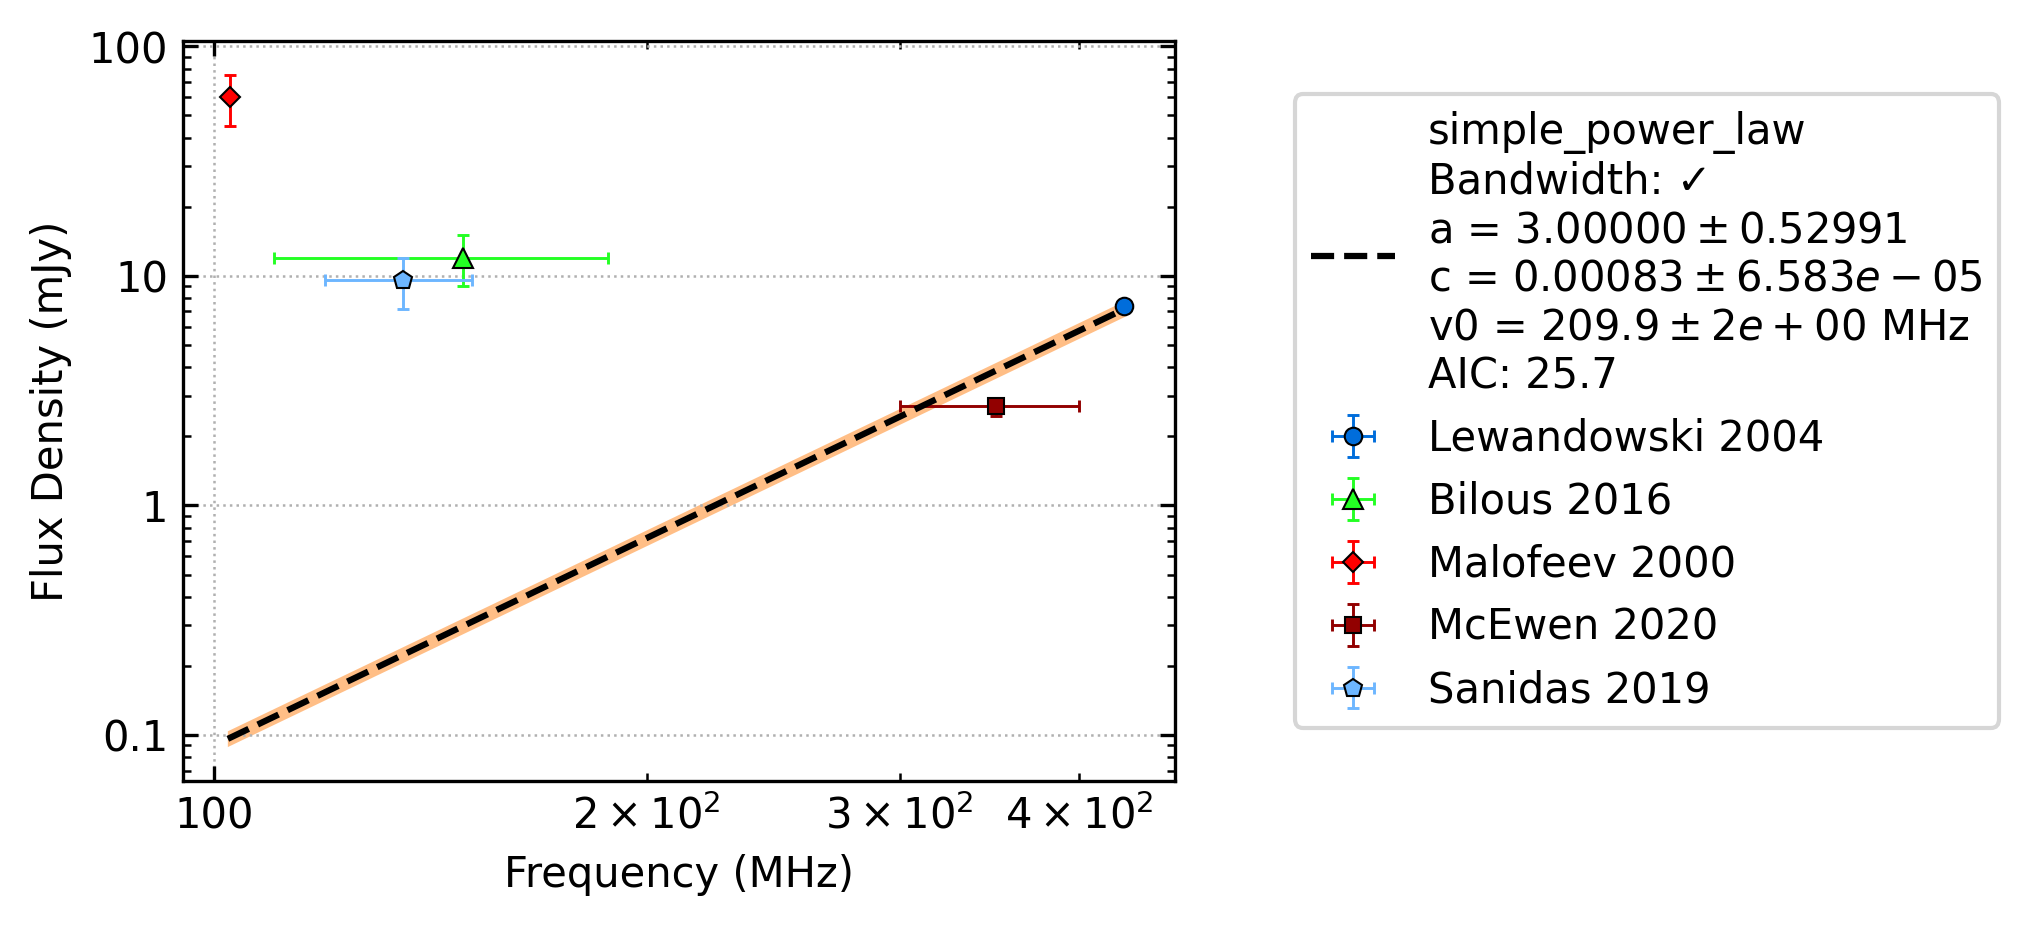 100
10
1
0.1
Flux Density (mJy)
100
2 × 10²
3 × 10²
4 × 10²
Frequency (MHz)
simple_power_law
Bandwidth: ✓
a = 3.00000 ± 0.52991
c = 0.00083 ± 6.583e − 05
v0 = 209.9 ± 2e + 00 MHz
AIC: 25.7
Lewandowski 2004
Bilous 2016
Malofeev 2000
McEwen 2020
Sanidas 2019